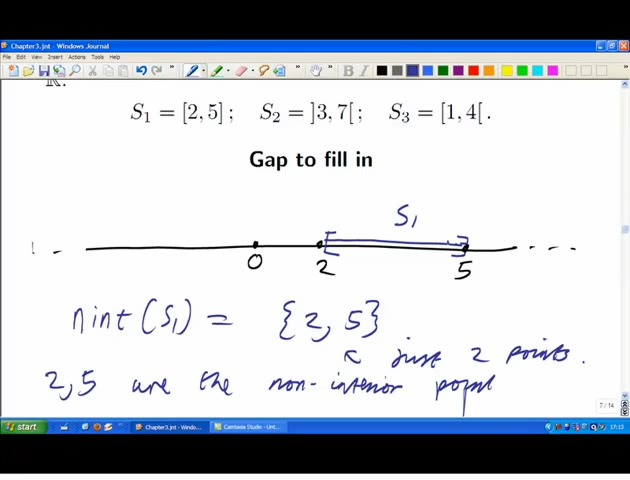 Chapter3.jnt - Windows Journal
File Edit View Insert Actions Tools Help
ℝ.
S₁ = [2, 5] ; S₂ = ]3, 7[ ; S₃ = [1, 4[ .
Gap to fill in
S₁
0 2 5
nint(S₁) = {2, 5}
↖ just 2 points.
2,5 are the non-interior
7 / 14
start Chapter3.jnt - Windo... Camtasia Studio - Unt... 17:13